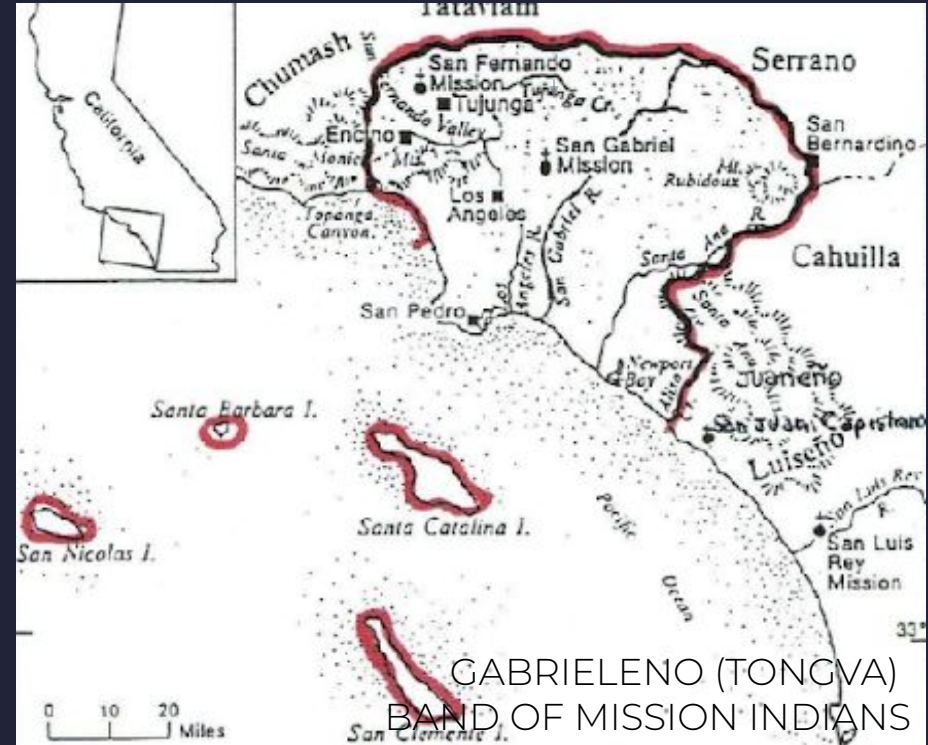 Tataviam
Chumash
Serrano
California
San Fernando
Mission
Tujunga
Tujunga Cr.
San
Fernando
Valley
Encino
San Gabriel
Mission
San
Bernardino
Mt.
Rubidoux
Santa Monica Mts.
Los
Angeles
Topanga
Canyon
Los Angeles R.
San Gabriel R.
Santa Ana R.
Cahuilla
San Pedro
Santa Ana
Newport
Bay
Aliso Cr.
Juaneño
San Juan Capistrano
Luiseño
Santa Barbara I.
San Nicolas I.
Santa Catalina I.
Pacific
Ocean
San Luis Rey
R.
San Luis
Rey
Mission
33°
0 10 20
Miles
San Clemente I.
GABRIELENO (TONGVA)
BAND OF MISSION INDIANS